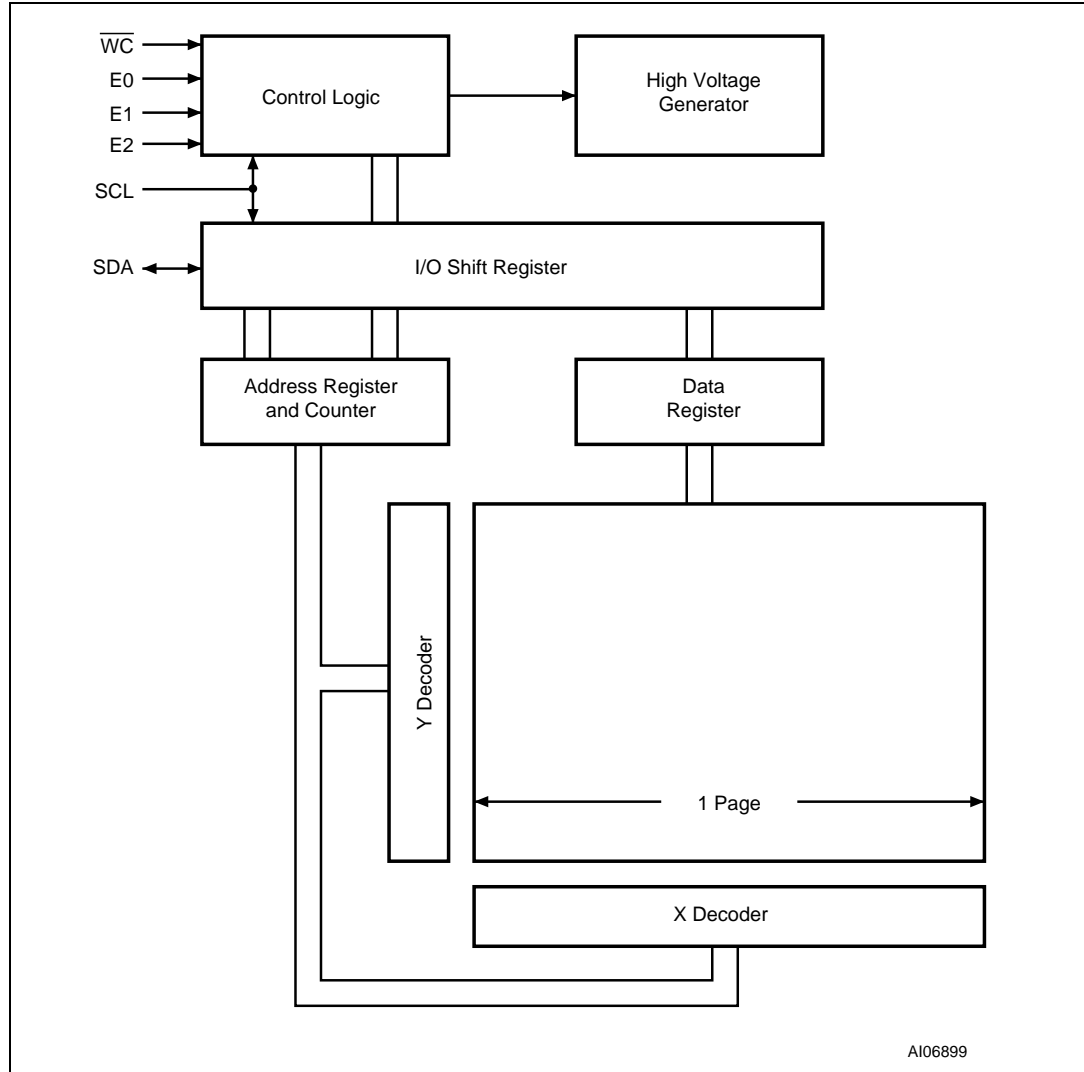 W̅C̅
E0
E1
E2
SCL
SDA
Control Logic
High Voltage
Generator
I/O Shift Register
Address Register
and Counter
Data
Register
Y Decoder
1 Page
X Decoder
AI06899